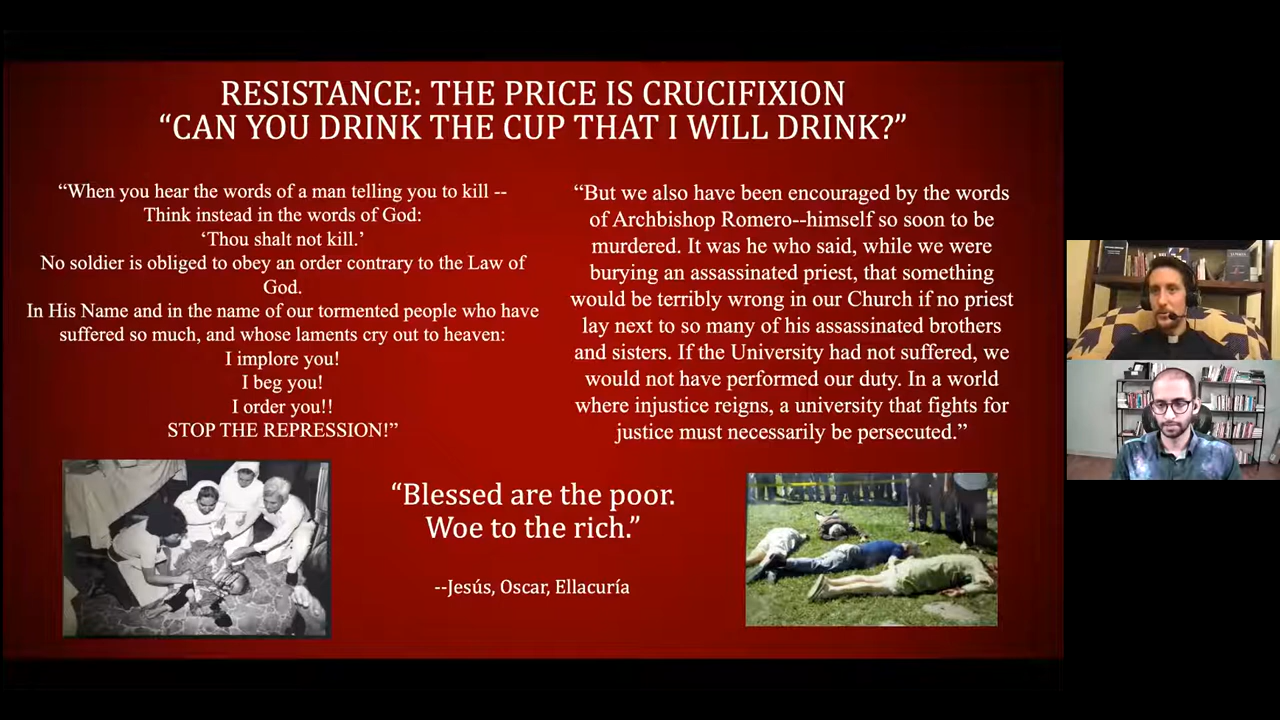 RESISTANCE: THE PRICE IS CRUCIFIXION
“CAN YOU DRINK THE CUP THAT I WILL DRINK?”
“When you hear the words of a man telling you to kill --
Think instead in the words of God:
‘Thou shalt not kill.’
No soldier is obliged to obey an order contrary to the Law of
God.
In His Name and in the name of our tormented people who have
suffered so much, and whose laments cry out to heaven:
I implore you!
I beg you!
I order you!!
STOP THE REPRESSION!”
“But we also have been encouraged by the words
of Archbishop Romero--himself so soon to be
murdered. It was he who said, while we were
burying an assassinated priest, that something
would be terribly wrong in our Church if no priest
lay next to so many of his assassinated brothers
and sisters. If the University had not suffered, we
would not have performed our duty. In a world
where injustice reigns, a university that fights for
justice must necessarily be persecuted.”
“Blessed are the poor.
Woe to the rich.”
--Jesús, Oscar, Ellacuría